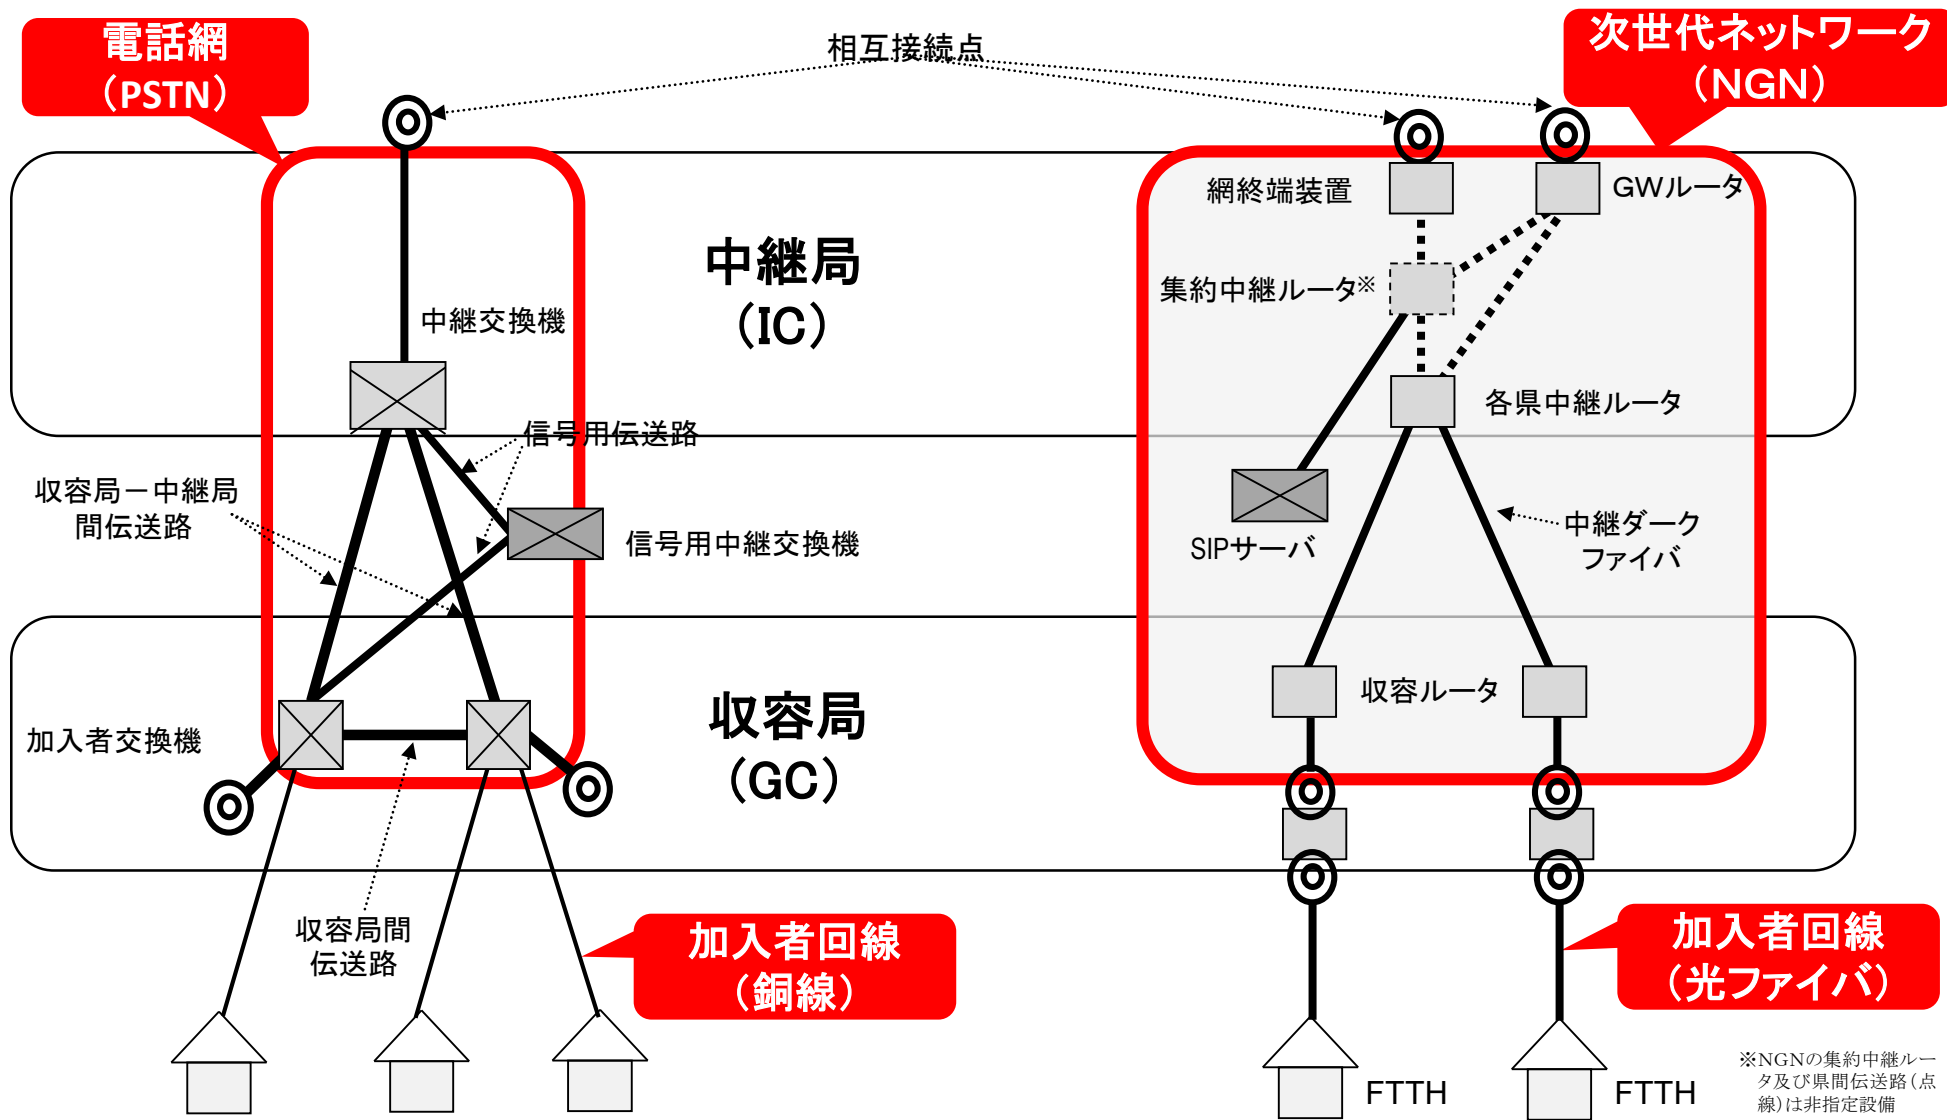 電話網
(PSTN)
相互接続点
次世代ネットワーク
(NGN)
網終端装置
GWルータ
中継局
(IC)
集約中継ルータ※
中継交換機
各県中継ルータ
信号用伝送路
収容局－中継局
間伝送路
信号用中継交換機
SIPサーバ
中継ダーク
ファイバ
収容局
(GC)
収容ルータ
加入者交換機
収容局間
伝送路
加入者回線
(銅線)
加入者回線
(光ファイバ)
FTTH
FTTH
※NGNの集約中継ルー
タ及び県間伝送路(点
線)は非指定設備